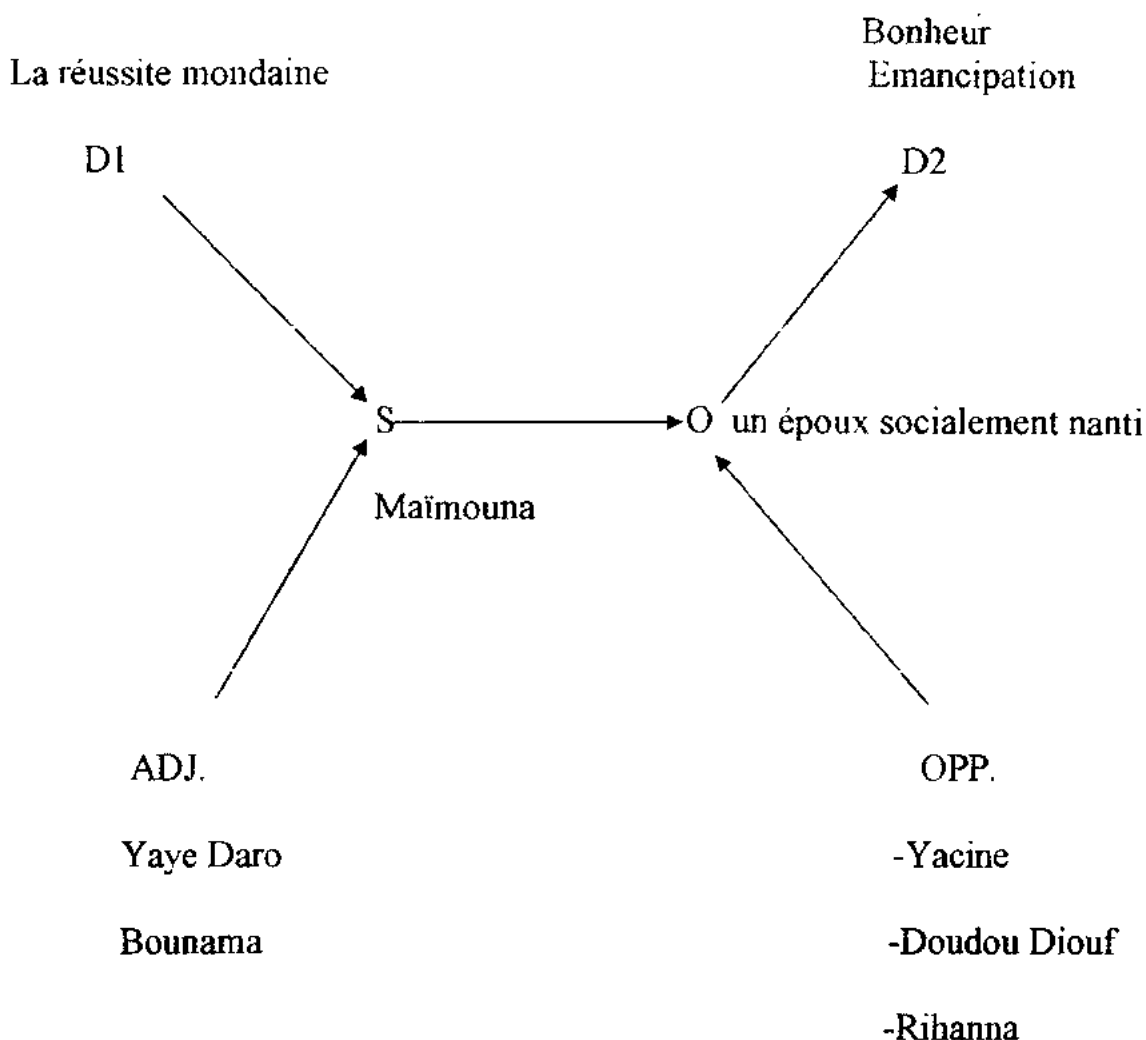 Bonheur
Emancipation
La réussite mondaine
D1
D2
S
O un époux socialement nanti
Maïmouna
ADJ.
OPP.
Yaye Daro
-Yacine
Bounama
-Doudou Diouf
-Rihanna